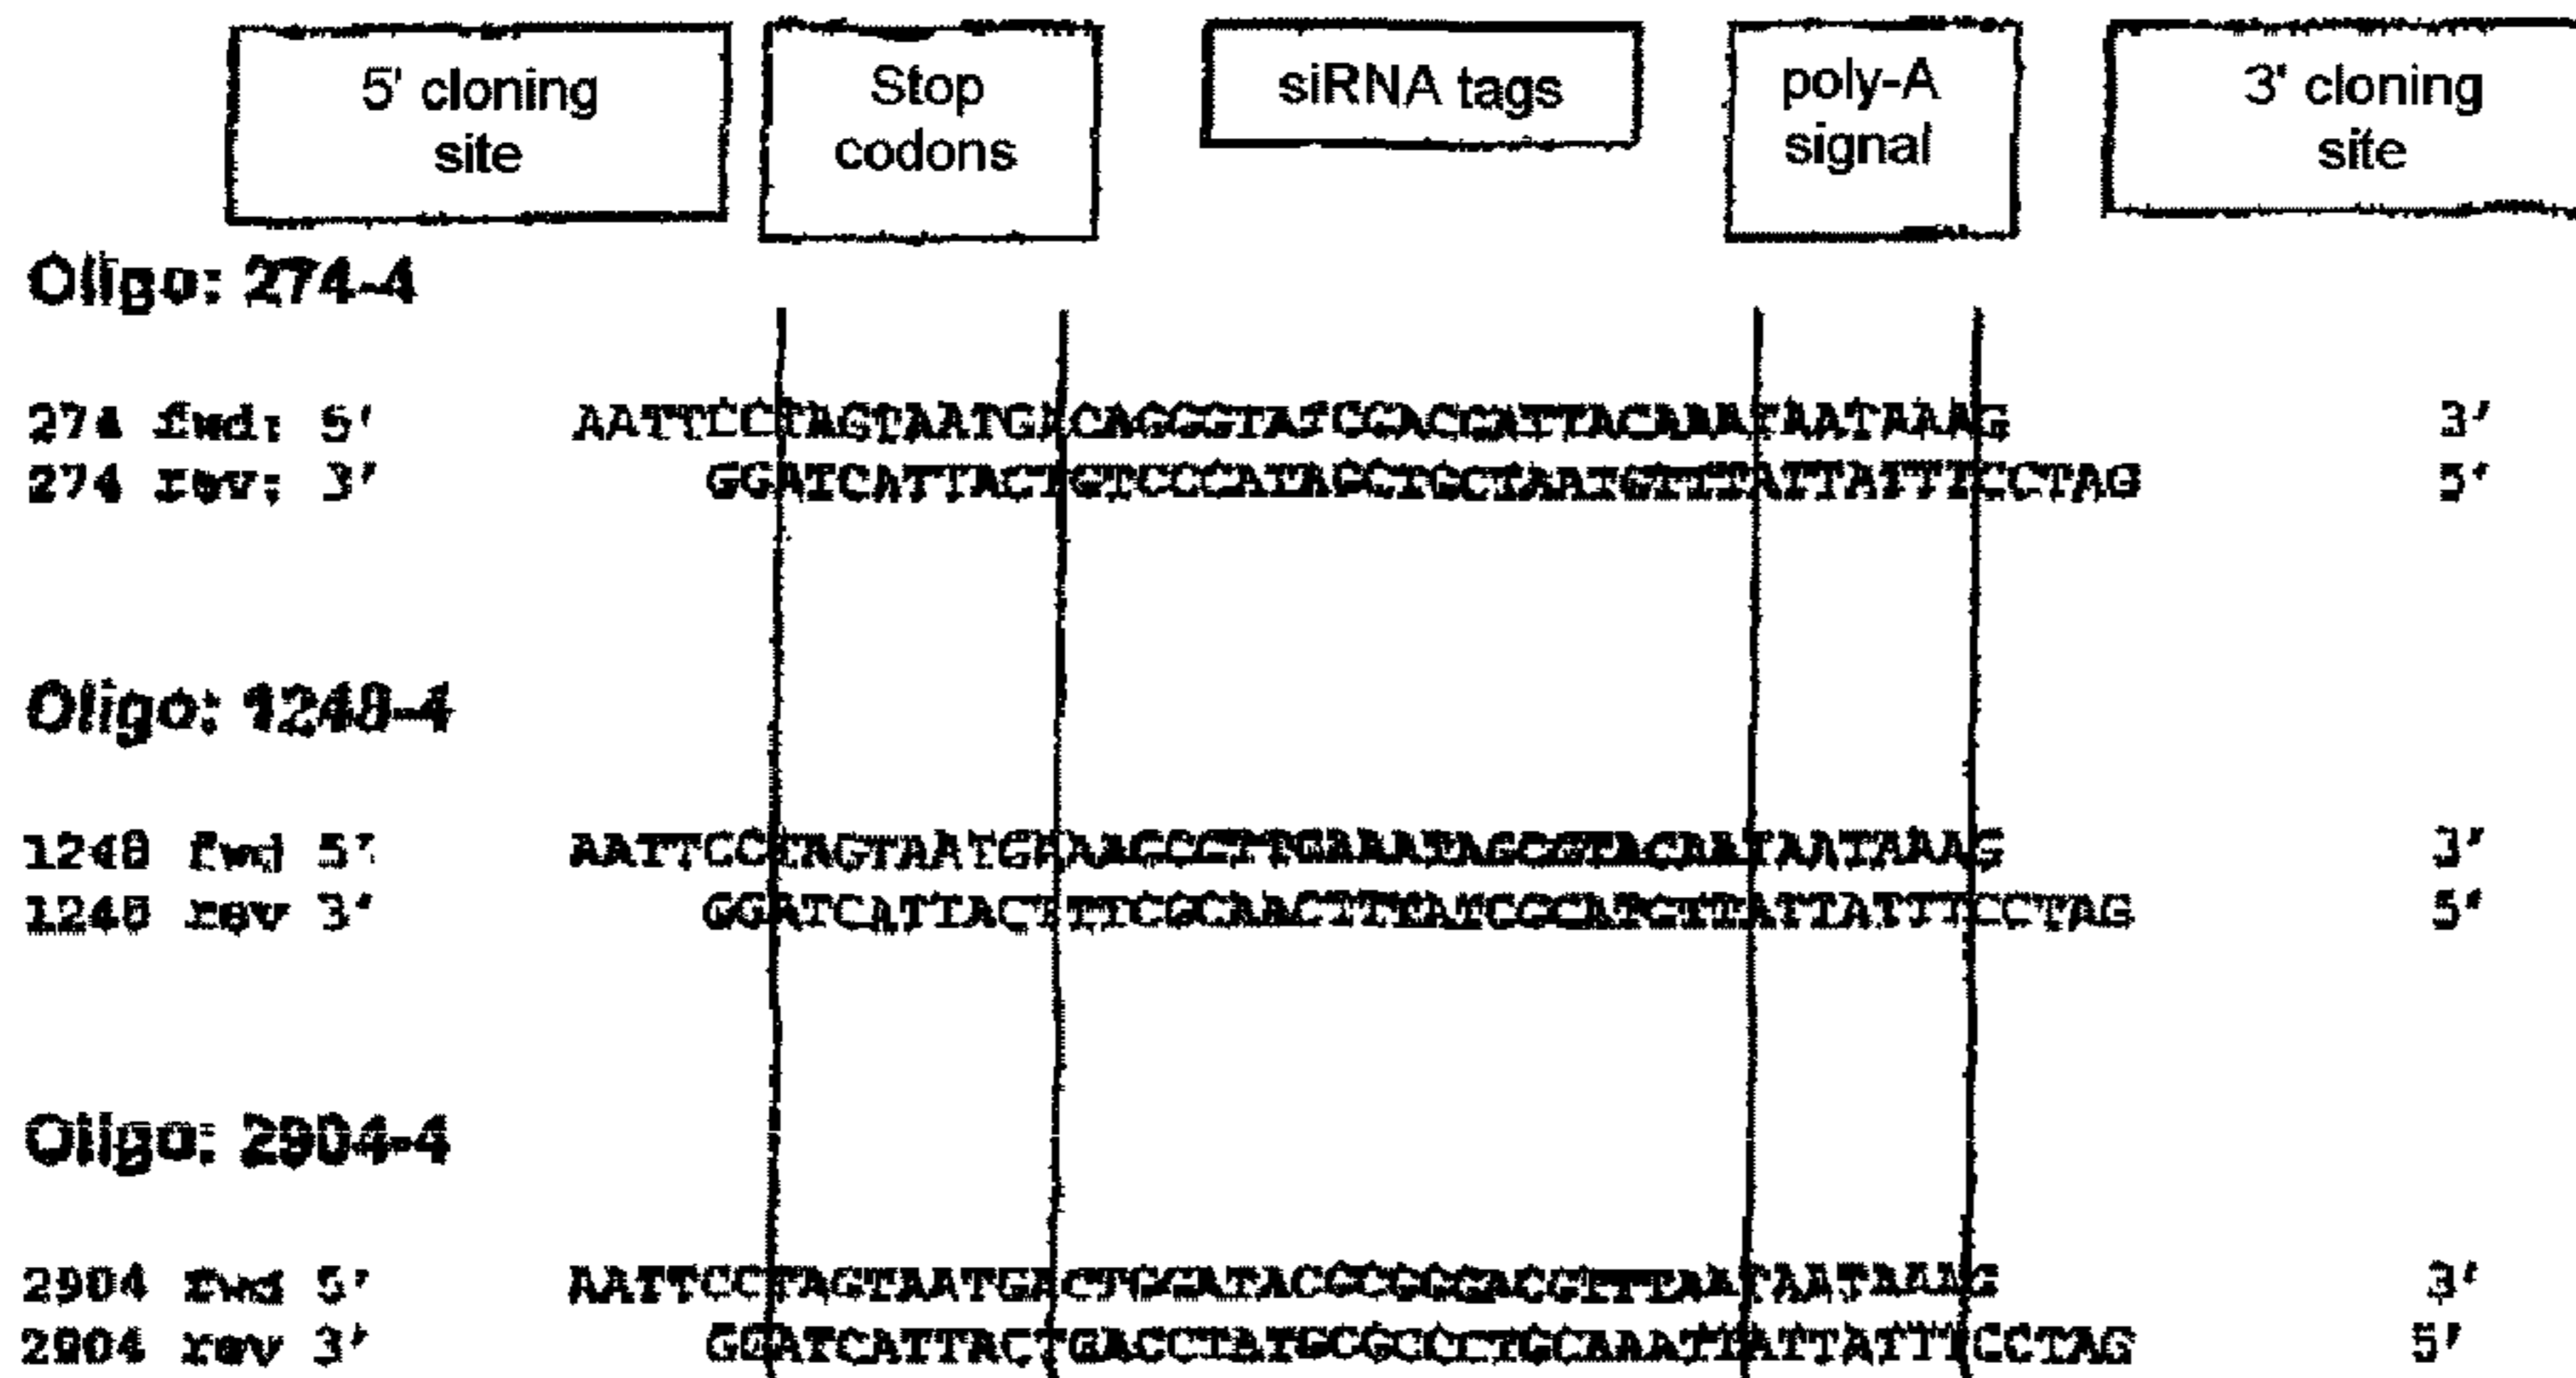 5' cloning site
Stop codons
siRNA tags
poly-A signal
3' cloning site
Oligo: 274-4
274 fwd: 5' AATTCCTAGTAATGACAGGGTATCGACGATTACAAATAATAAAG 3'
274 rev: 3' GGATCATTACTGTCCCATAGCTGCTAATGTTTATTATTTCCTAG 5'
Oligo: 1248-4
1248 fwd 5' AATTCCTAGTAATGAAAGCGTTGAAATAGCGTACAATAATAAAG 3'
1248 rev 3' GGATCATTACTTTCGCAACTTTATCGCATGTTATTATTTCCTAG 5'
Oligo: 2904-4
2904 fwd 5' AATTCCTAGTAATGACTGGATACGCGGGACGTTTAATAATAAAG 3'
2904 rev 3' GGATCATTACTGACCTATGCGCCCTGCAAATTATTATTTCCTAG 5'